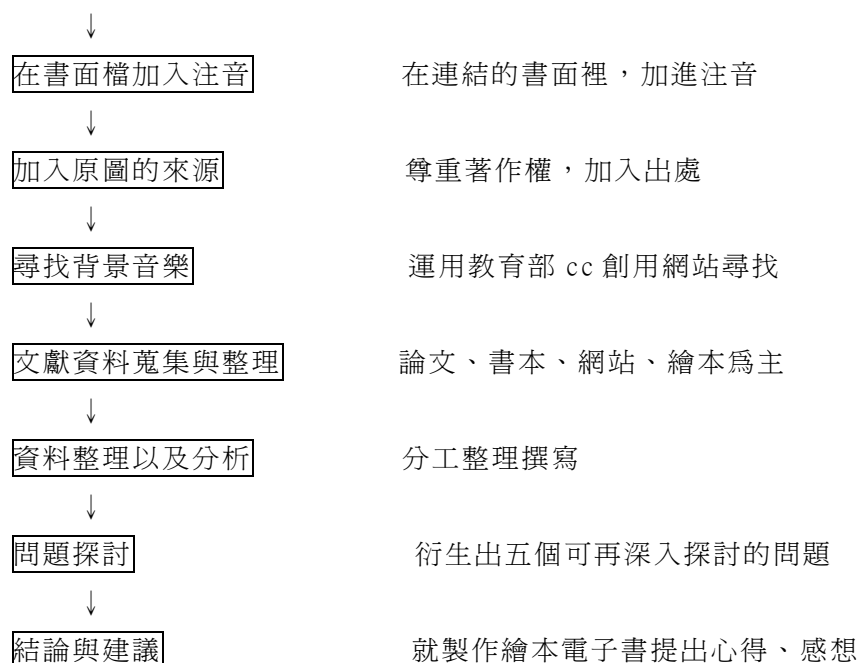 ↓
在書面檔加入注音 在連結的書面裡，加進注音
↓
加入原圖的來源 尊重著作權，加入出處
↓
尋找背景音樂 運用教育部 cc 創用網站尋找
↓
文獻資料蒐集與整理 論文、書本、網站、繪本為主
↓
資料整理以及分析 分工整理撰寫
↓
問題探討 衍生出五個可再深入探討的問題
↓
結論與建議 就製作繪本電子書提出心得、感想